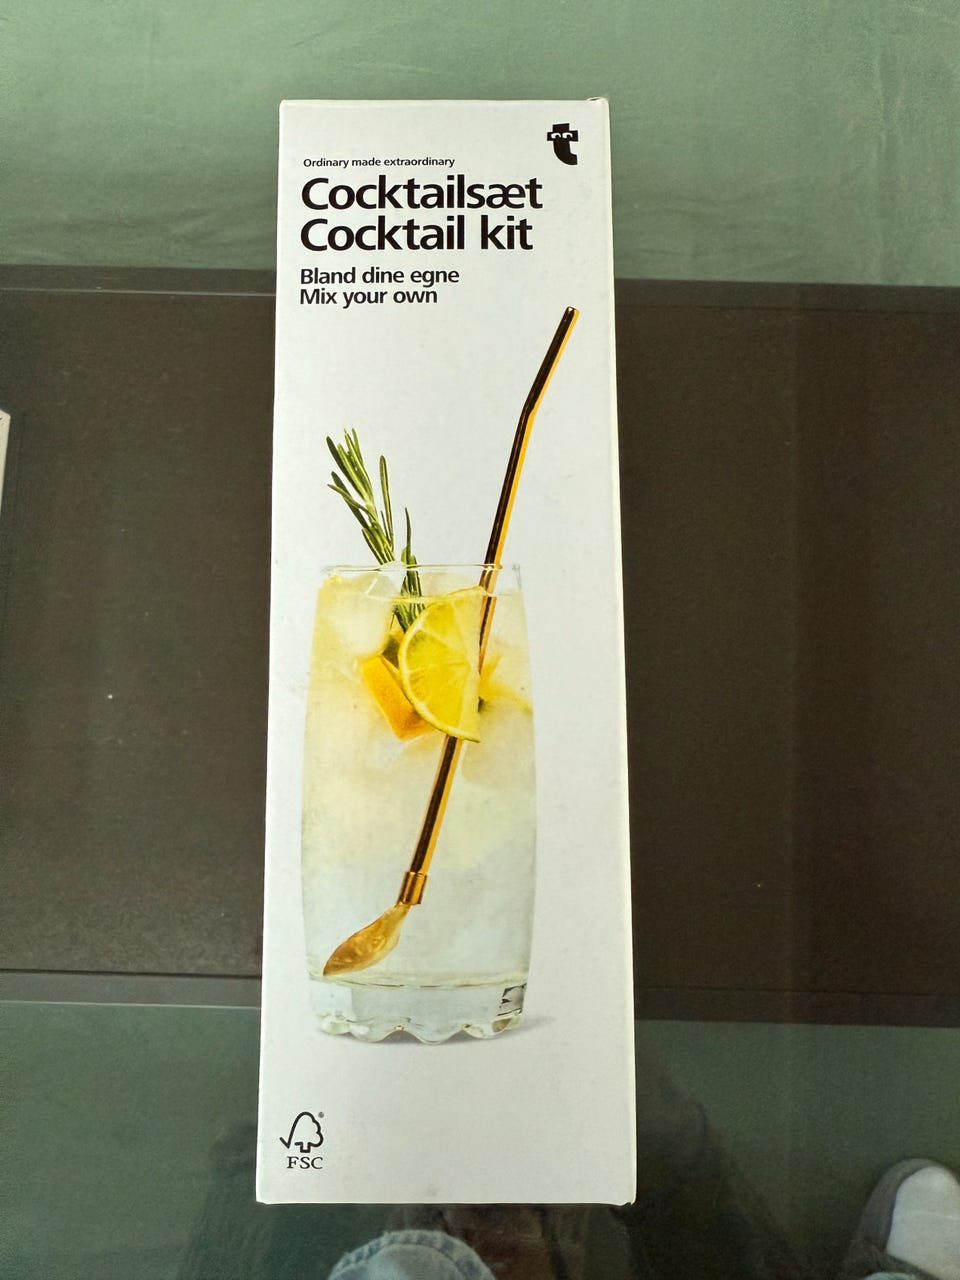 Ordinary made extraordinary
Cocktailsæt
Cocktail kit
Bland dine egne
Mix your own
FSC®